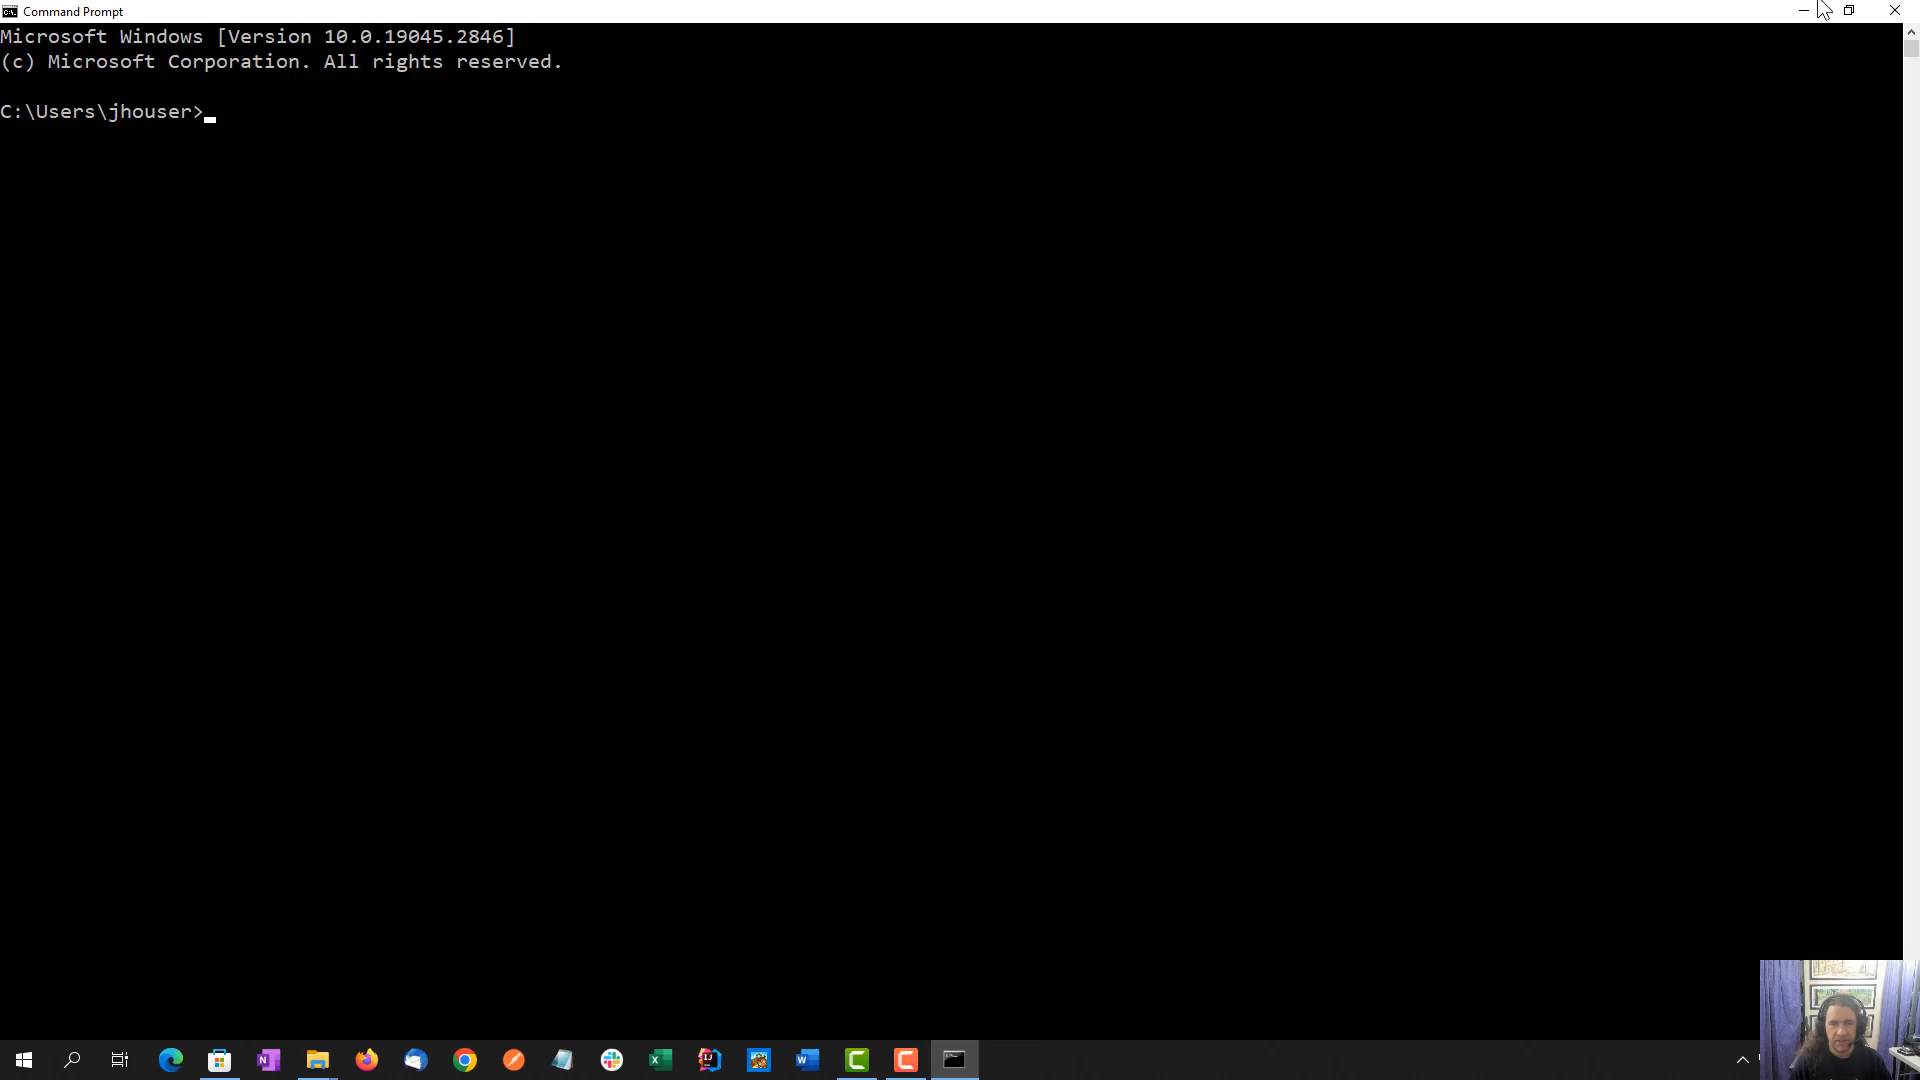 Command Prompt
Microsoft Windows [Version 10.0.19045.2846]
(c) Microsoft Corporation. All rights reserved.
C:\Users\jhouser>